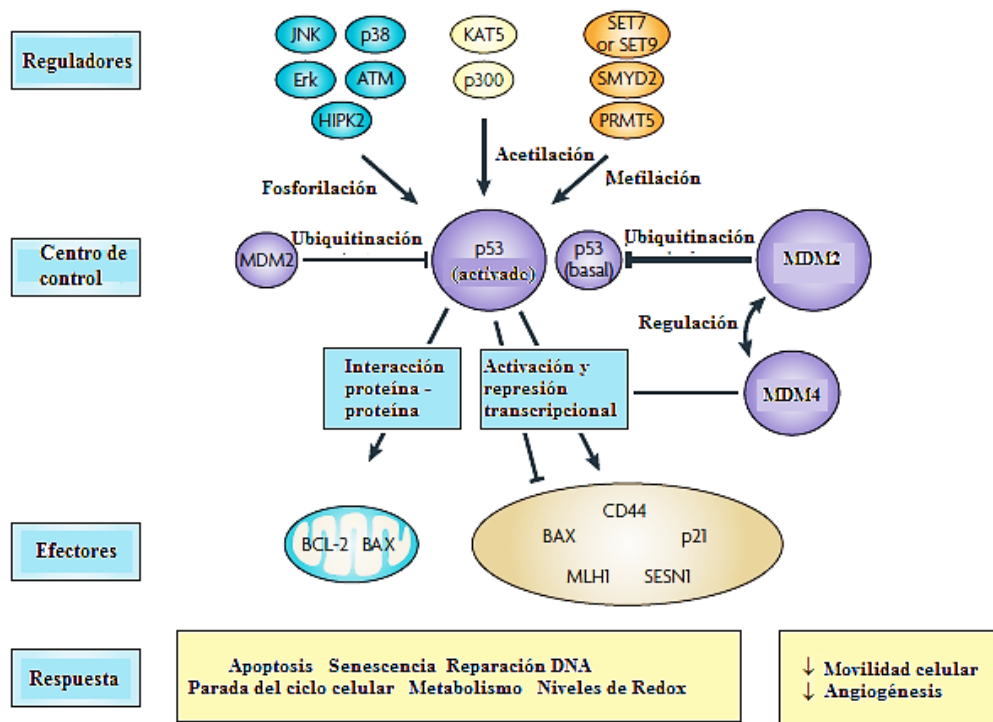 Reguladores
JNK
p38
Erk
ATM
HIPK2
KAT5
p300
SET7
or SET9
SMYD2
PRMT5
Fosforilación
Acetilación
Metilación
Centro de
control
MDM2
Ubiquitinación
p53
(activado)
p53
(basal)
Ubiquitinación
MDM2
Regulación
MDM4
Interacción
proteína -
proteína
Activación y
represión
transcripcional
Efectores
BCL-2 BAX
CD44
BAX
p21
MLH1
SESN1
Respuesta
Apoptosis Senescencia Reparación DNA
Parada del ciclo celular Metabolismo Niveles de Redox
↓ Movilidad celular
↓ Angiogénesis